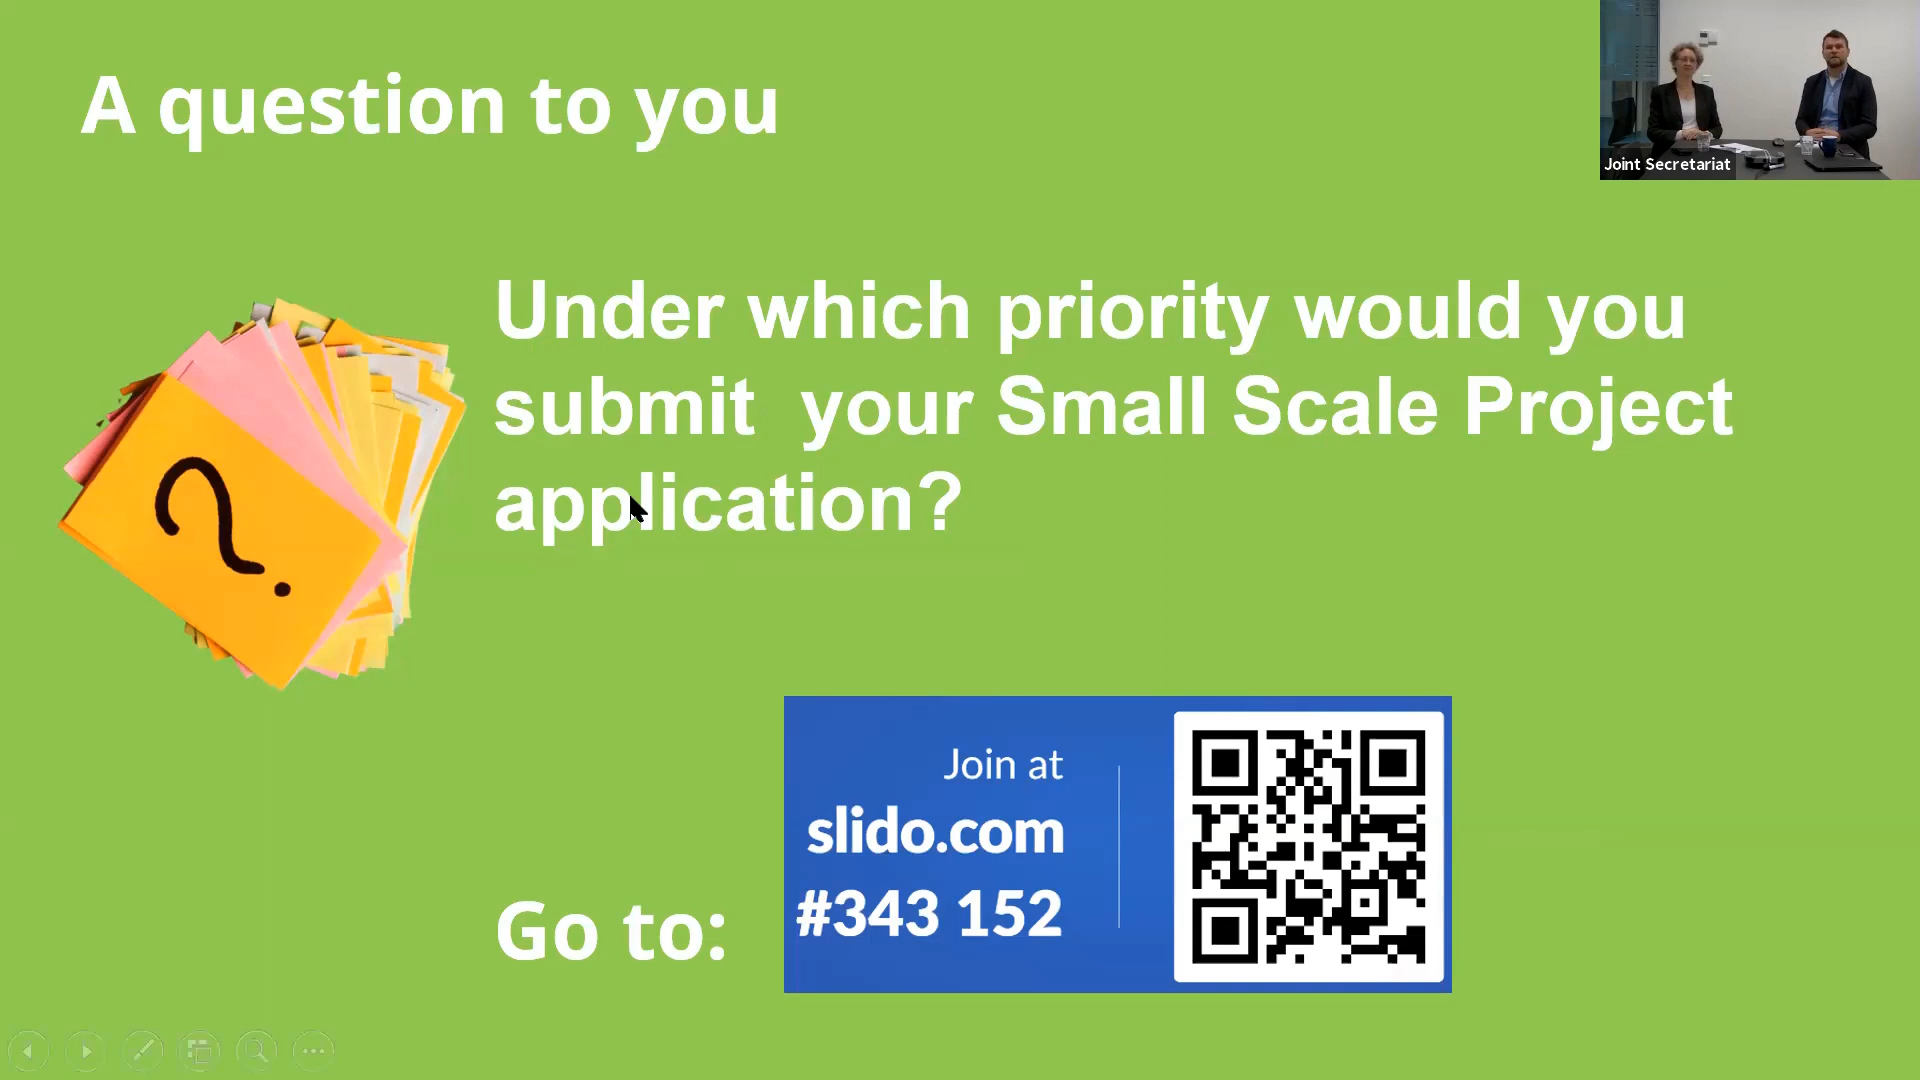 A question to you
Joint Secretariat
Under which priority would you
submit  your Small Scale Project
application?
?
Join at
slido.com
#343 152
Go to: